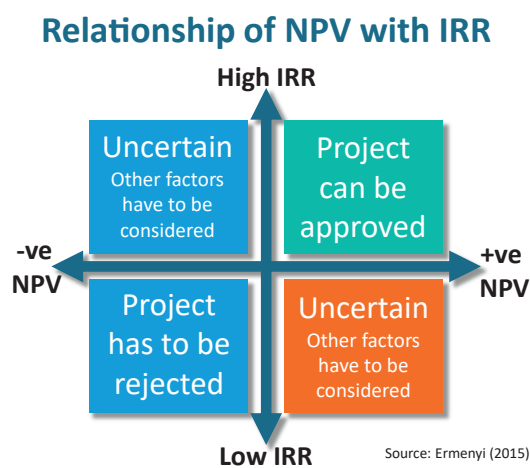 Relationship of NPV with IRR
High IRR
Uncertain
Other factors
have to be
considered
Project
can be
approved
-ve
NPV
+ve
NPV
Project
has to be
rejected
Uncertain
Other factors
have to be
considered
Low IRR
Source: Ermenyi (2015)